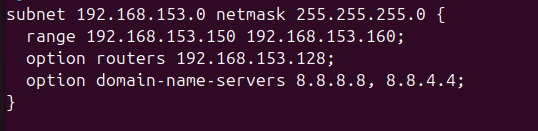 subnet 192.168.153.0 netmask 255.255.255.0 {
  range 192.168.153.150 192.168.153.160;
  option routers 192.168.153.128;
  option domain-name-servers 8.8.8.8, 8.8.4.4;
}